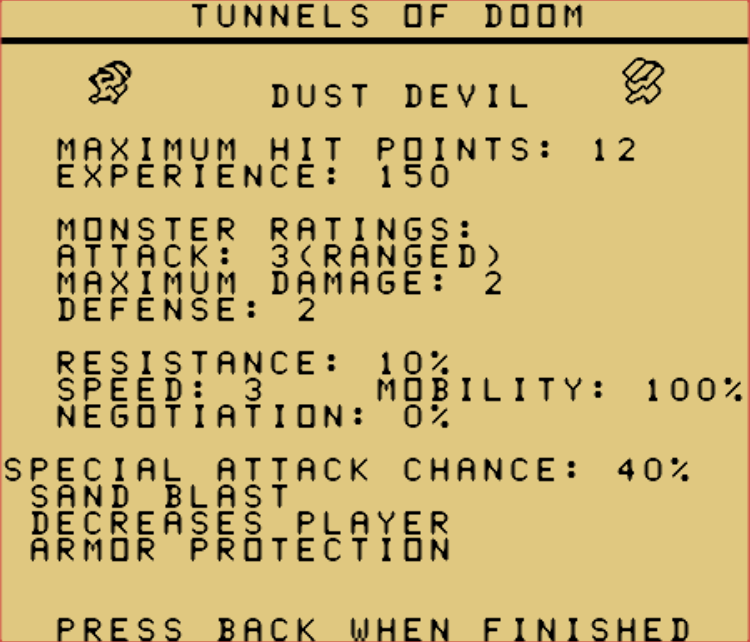 TUNNELS OF DOOM
DUST DEVIL
MAXIMUM HIT POINTS: 12
EXPERIENCE: 150
MONSTER RATINGS:
ATTACK: 3(RANGED)
MAXIMUM DAMAGE: 2
DEFENSE: 2
RESISTANCE: 10%
SPEED: 3 MOBILITY: 100%
NEGOTIATION: 0%
SPECIAL ATTACK CHANCE: 40%
SAND BLAST
DECREASES PLAYER
ARMOR PROTECTION
PRESS BACK WHEN FINISHED